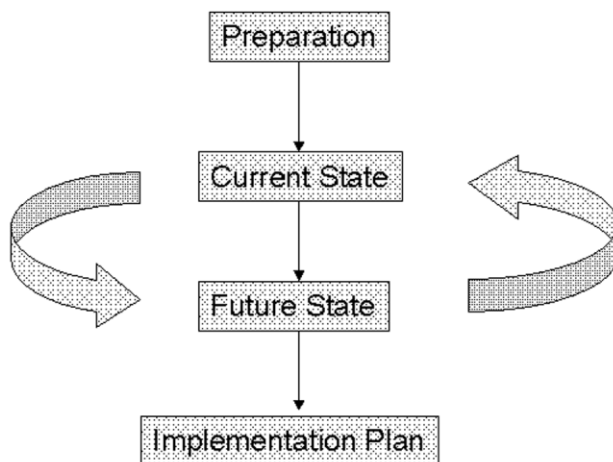 Preparation
Current State
Future State
Implementation Plan